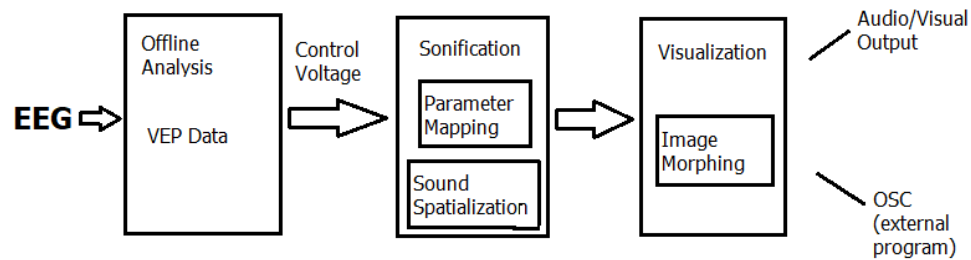 EEG
Offline
Analysis
VEP Data
Control
Voltage
Sonification
Parameter
Mapping
Sound
Spatialization
Visualization
Image
Morphing
Audio/Visual
Output
OSC
(external
program)